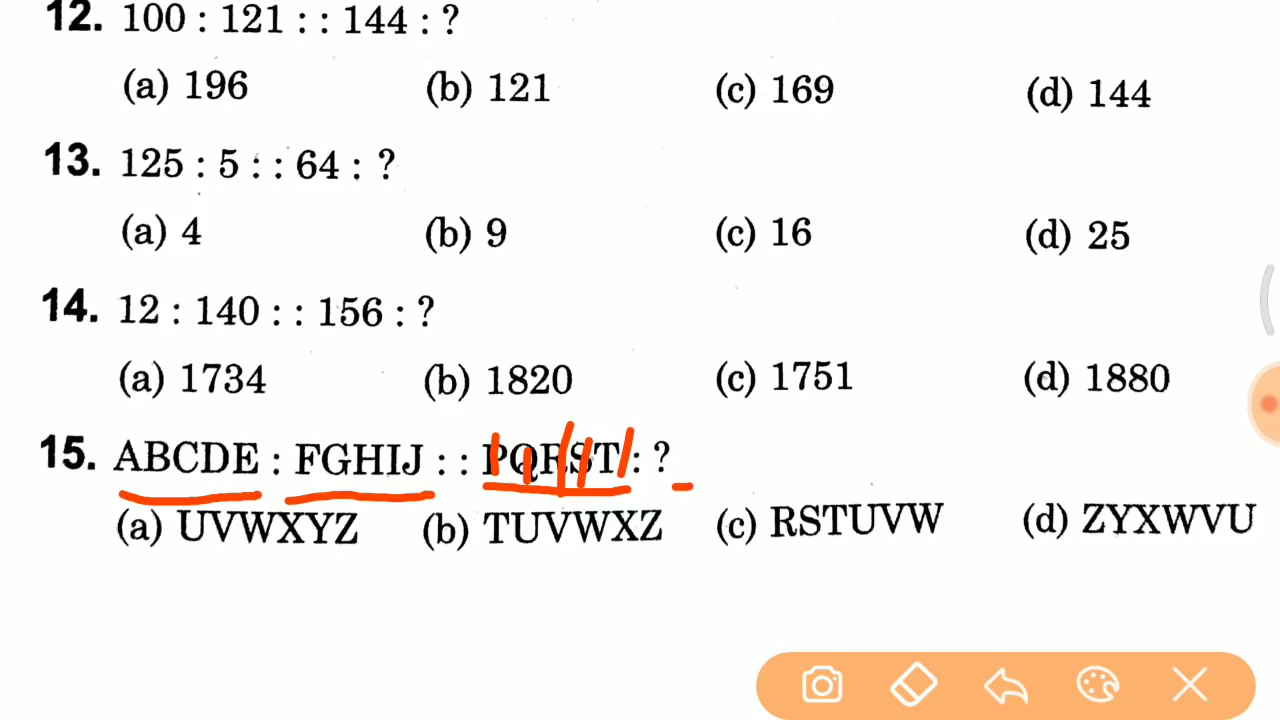 12. 100 : 121 : : 144 : ?
(a) 196 (b) 121 (c) 169 (d) 144
13. 125 : 5 : : 64 : ?
(a) 4 (b) 9 (c) 16 (d) 25
14. 12 : 140 : : 156 : ?
(a) 1734 (b) 1820 (c) 1751 (d) 1880
15. ABCDE : FGHIJ : : PQRST : ?
(a) UVWXYZ (b) TUVWXZ (c) RSTUVW (d) ZYXWVU